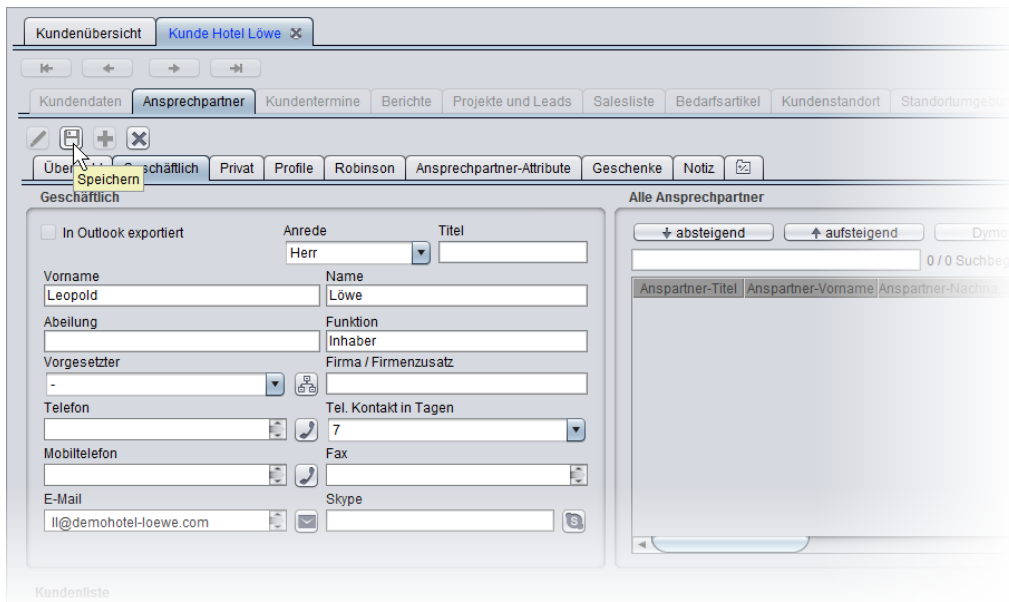 Kundenübersicht Kunde Hotel Löwe
Kundendaten Ansprechpartner Kundentermine Berichte Projekte und Leads Salesliste Bedarfsartikel Kundenstandort
Speichern
Geschäftlich Privat Profile Robinson Ansprechpartner-Attribute Geschenke Notiz
Geschäftlich Alle Ansprechpartner
In Outlook exportiert Anrede Titel absteigend aufsteigend Dymo
Herr 0 / 0
Vorname Name Anspartner-Titel Anspartner-Vorname
Leopold Löwe
Abeilung Funktion
Inhaber
Vorgesetzter Firma / Firmenzusatz
-
Telefon Tel. Kontakt in Tagen
7
Mobiltelefon Fax
E-Mail Skype
ll@demohotel-loewe.com
Kundenliste